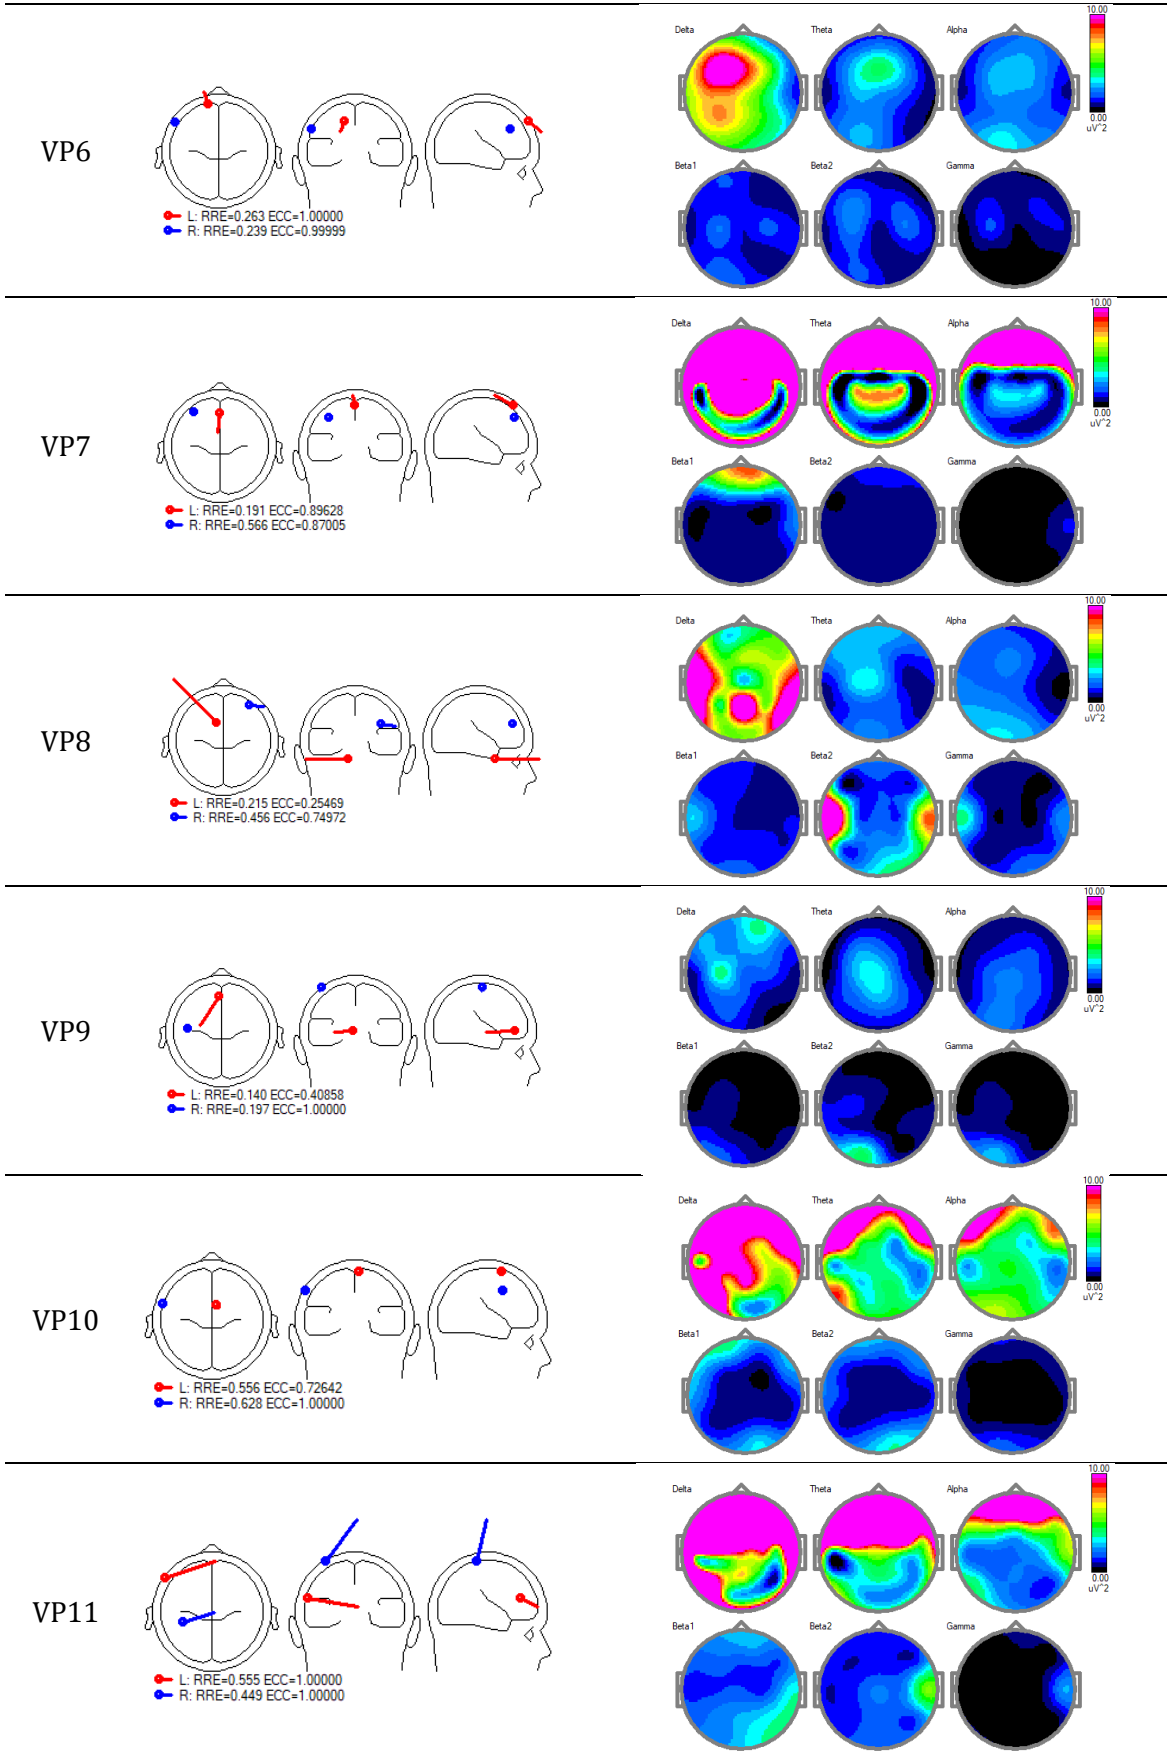 VP6
L: RRE=0.263 ECC=1.00000
R: RRE=0.239 ECC=0.99999
Delta Theta Alpha
10.00
0.00
uV^2
Beta1 Beta2 Gamma
VP7
L: RRE=0.191 ECC=0.89628
R: RRE=0.566 ECC=0.87005
Delta Theta Alpha
10.00
0.00
uV^2
Beta1 Beta2 Gamma
VP8
L: RRE=0.215 ECC=0.25469
R: RRE=0.456 ECC=0.74972
Delta Theta Alpha
10.00
0.00
uV^2
Beta1 Beta2 Gamma
VP9
L: RRE=0.140 ECC=0.40858
R: RRE=0.197 ECC=1.00000
Delta Theta Alpha
10.00
0.00
uV^2
Beta1 Beta2 Gamma
VP10
L: RRE=0.556 ECC=0.72642
R: RRE=0.628 ECC=1.00000
Delta Theta Alpha
10.00
0.00
uV^2
Beta1 Beta2 Gamma
VP11
L: RRE=0.555 ECC=1.00000
R: RRE=0.449 ECC=1.00000
Delta Theta Alpha
10.00
0.00
uV^2
Beta1 Beta2 Gamma